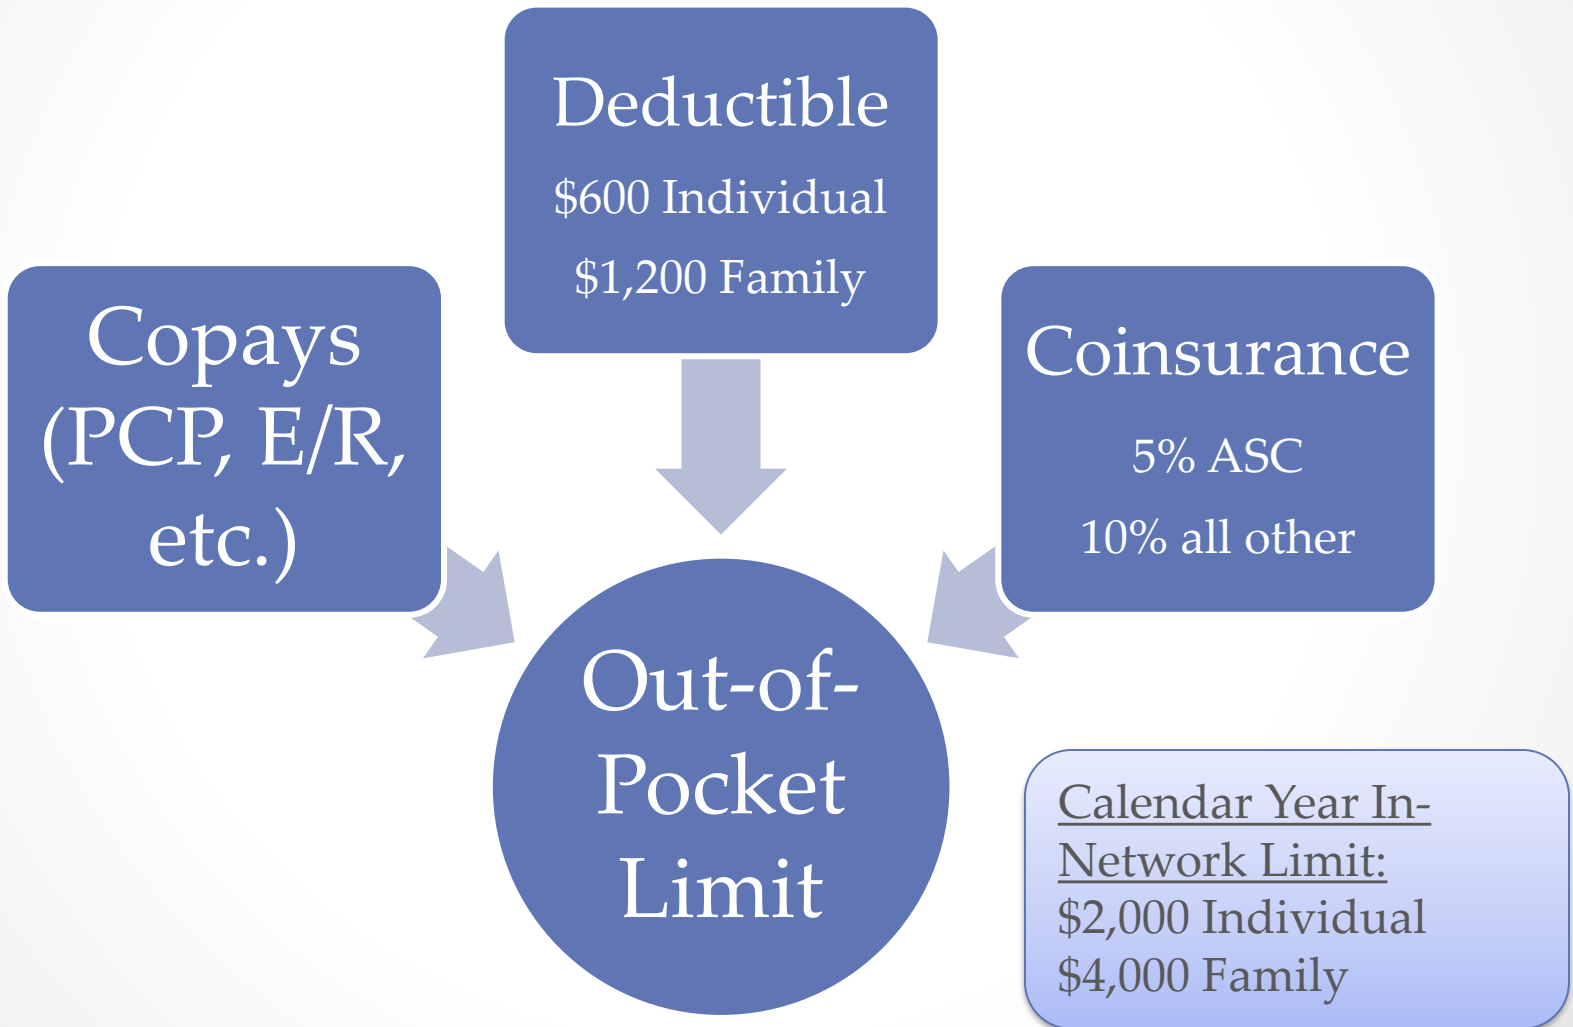 Deductible
$600 Individual
$1,200 Family
Copays
(PCP, E/R,
etc.)
Coinsurance
5% ASC
10% all other
Out-of-
Pocket
Limit
Calendar Year In-
Network Limit:
$2,000 Individual
$4,000 Family